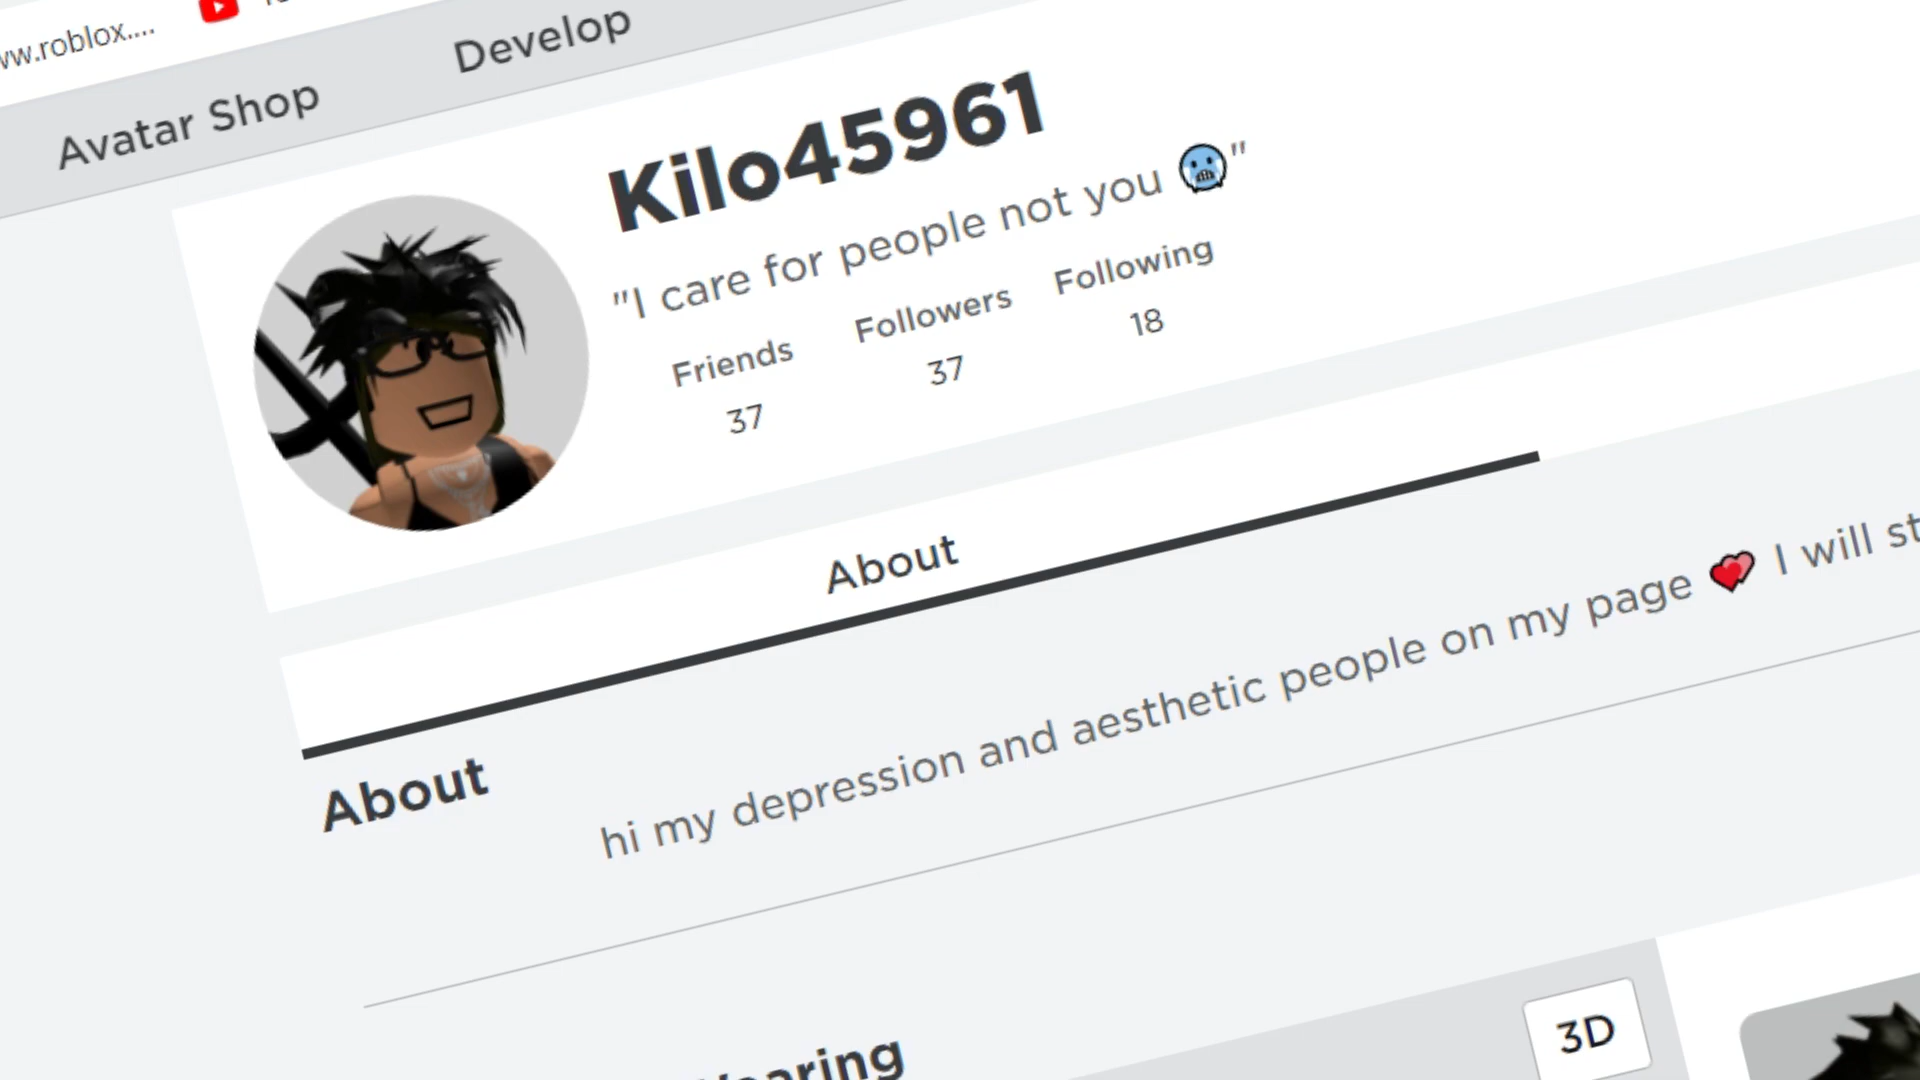 ww.roblox....
Avatar Shop
Develop
Kilo45961
"I care for people not you 🥶"
Friends
Followers
Following
37
37
18
About
About
hi my depression and aesthetic people on my page 💕 I will st
earing
3D